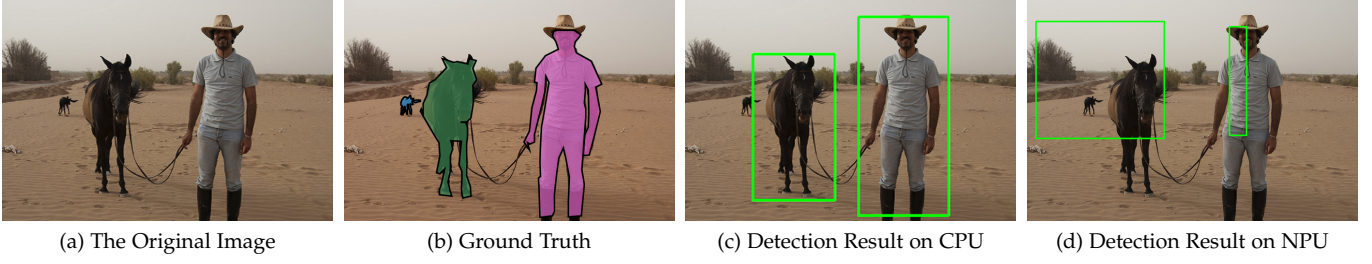 (a) The Original Image
(b) Ground Truth
(c) Detection Result on CPU
(d) Detection Result on NPU